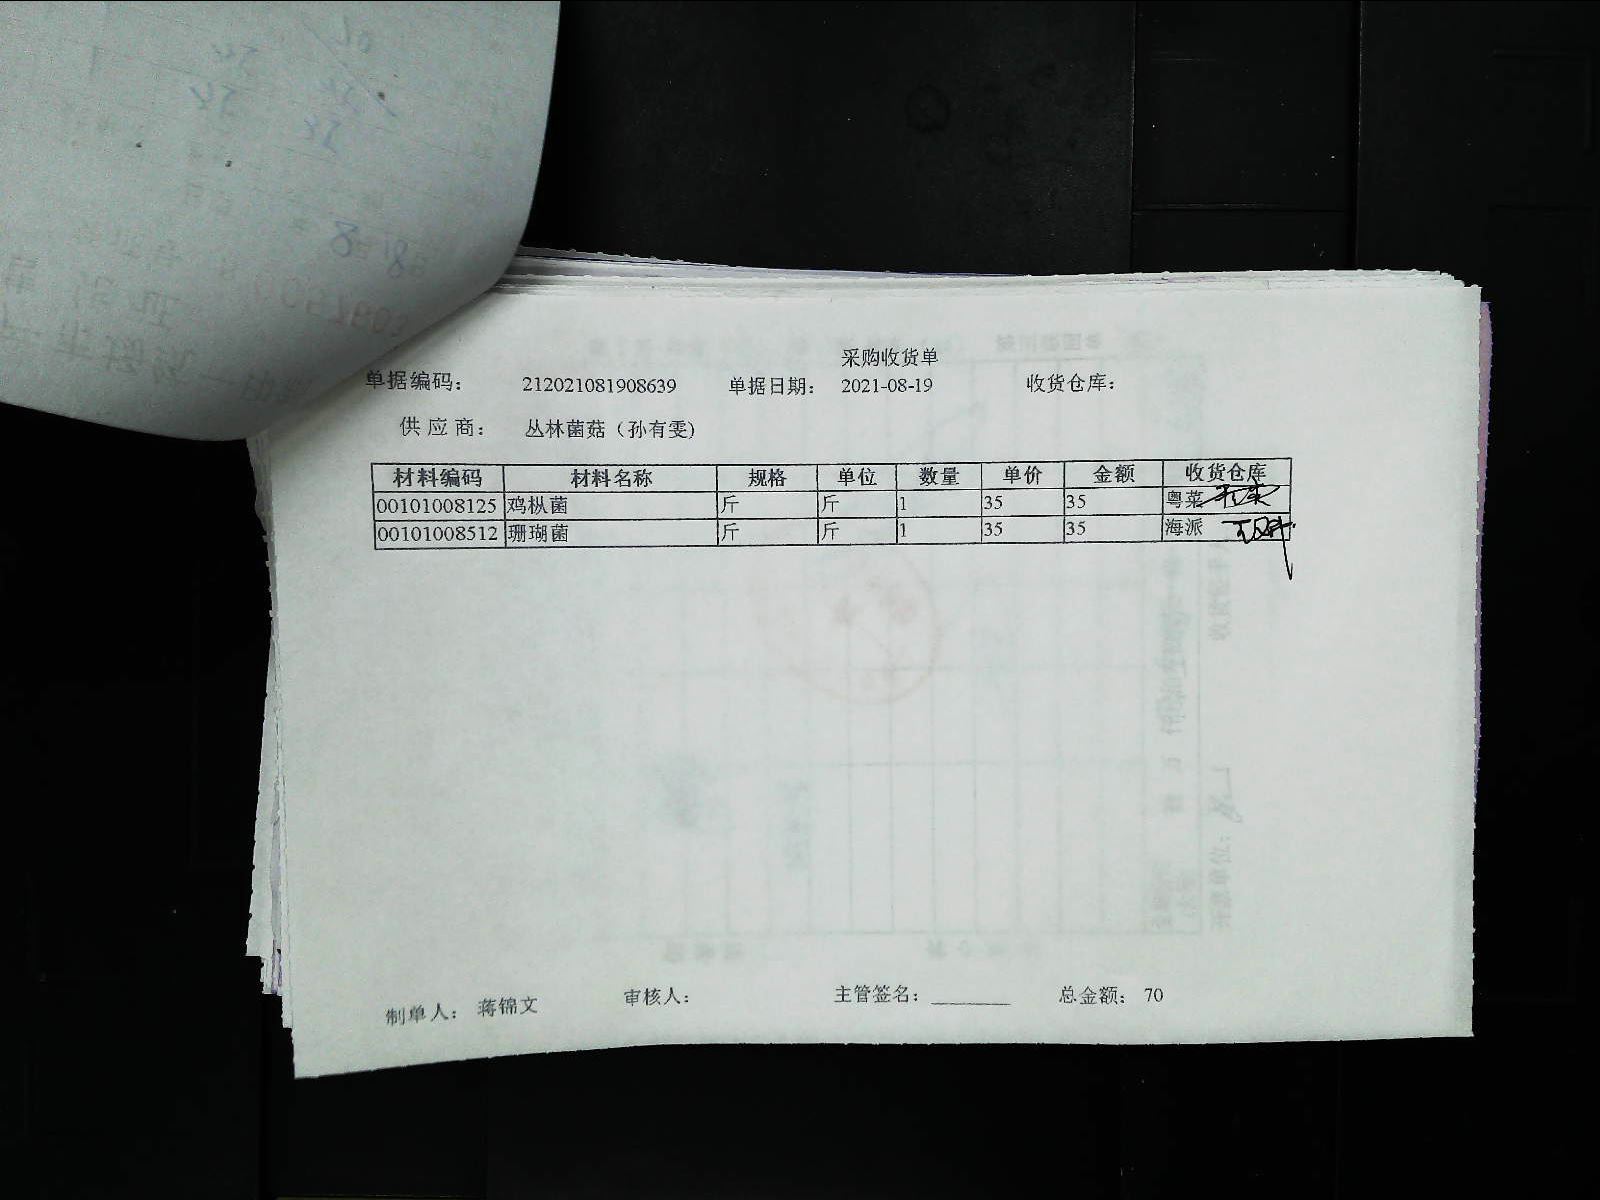 采购收货单
单据编码： 212021081908639 单据日期： 2021-08-19 收货仓库：
供应商： 丛林菌菇（孙有雯）
材料编码 材料名称 规格 单位 数量 单价 金额 收货仓库
00101008125 鸡枞菌 斤 斤 1 35 35 粤菜
00101008512 珊瑚菌 斤 斤 1 35 35 海派
制单人： 蒋锦文 审核人： 主管签名：________ 总金额： 70